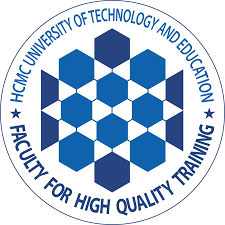 HCMC UNIVERSITY OF TECHNOLOGY AND EDUCATION
FACULTY FOR HIGH QUALITY TRAINING